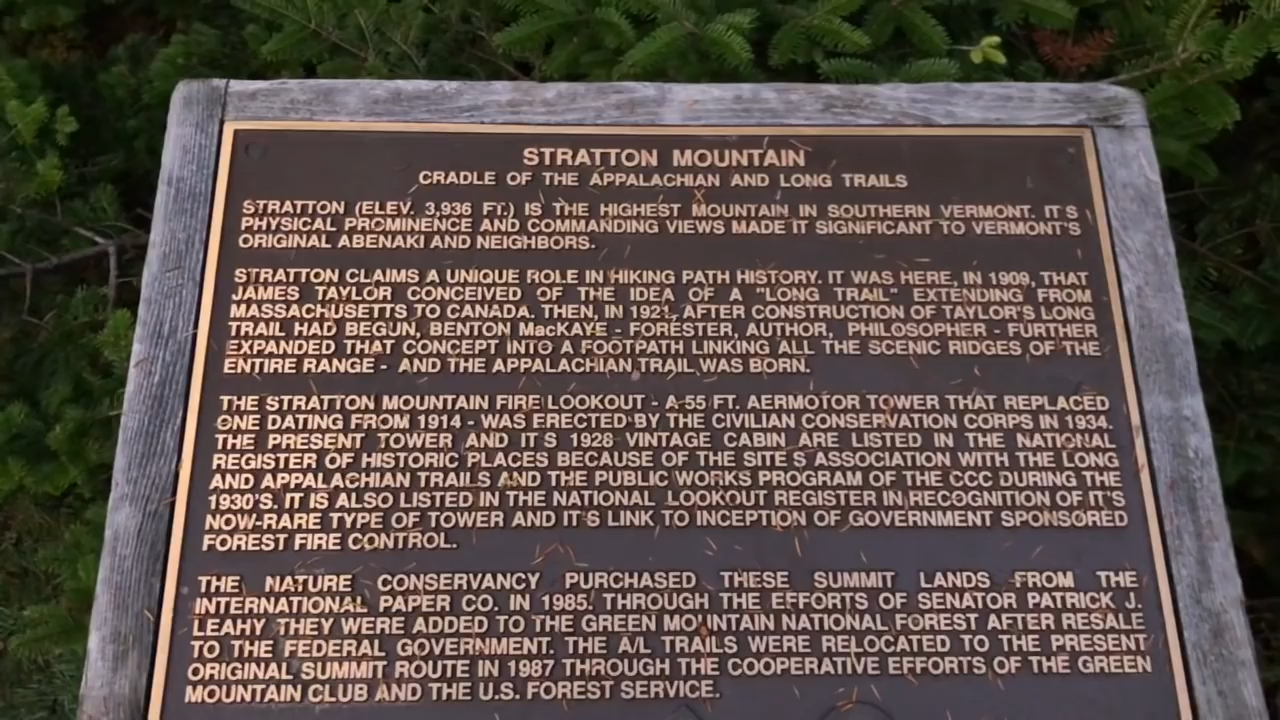 STRATTON MOUNTAIN
CRADLE OF THE APPALACHIAN AND LONG TRAILS
STRATTON (ELEV. 3,936 FT.) IS THE HIGHEST MOUNTAIN IN SOUTHERN VERMONT. IT'S
PHYSICAL PROMINENCE AND COMMANDING VIEWS MADE IT SIGNIFICANT TO VERMONT'S
ORIGINAL ABENAKI AND NEIGHBORS.
STRATTON CLAIMS A UNIQUE ROLE IN HIKING PATH HISTORY. IT WAS HERE, IN 1909, THAT
JAMES TAYLOR CONCEIVED OF THE IDEA OF A "LONG TRAIL" EXTENDING FROM
MASSACHUSETTS TO CANADA. THEN, IN 1921, AFTER CONSTRUCTION OF TAYLOR'S LONG
TRAIL HAD BEGUN, BENTON MacKAYE - FORESTER, AUTHOR, PHILOSOPHER - FURTHER
EXPANDED THAT CONCEPT INTO A FOOTPATH LINKING ALL THE SCENIC RIDGES OF THE
ENTIRE RANGE - AND THE APPALACHIAN TRAIL WAS BORN.
THE STRATTON MOUNTAIN FIRE LOOKOUT - A 55 FT. AERMOTOR TOWER THAT REPLACED
ONE DATING FROM 1914 - WAS ERECTED BY THE CIVILIAN CONSERVATION CORPS IN 1934.
THE PRESENT TOWER AND IT'S 1928 VINTAGE CABIN ARE LISTED IN THE NATIONAL
REGISTER OF HISTORIC PLACES BECAUSE OF THE SITE'S ASSOCIATION WITH THE LONG
AND APPALACHIAN TRAILS AND THE PUBLIC WORKS PROGRAM OF THE CCC DURING THE
1930'S. IT IS ALSO LISTED IN THE NATIONAL LOOKOUT REGISTER IN RECOGNITION OF IT'S
NOW-RARE TYPE OF TOWER AND IT'S LINK TO INCEPTION OF GOVERNMENT SPONSORED
FOREST FIRE CONTROL.
THE NATURE CONSERVANCY PURCHASED THESE SUMMIT LANDS FROM THE
INTERNATIONAL PAPER CO. IN 1985. THROUGH THE EFFORTS OF SENATOR PATRICK J.
LEAHY THEY WERE ADDED TO THE GREEN MOUNTAIN NATIONAL FOREST AFTER RESALE
TO THE FEDERAL GOVERNMENT. THE A/L TRAILS WERE RELOCATED TO THE PRESENT
ORIGINAL SUMMIT ROUTE IN 1987 THROUGH THE COOPERATIVE EFFORTS OF THE GREEN
MOUNTAIN CLUB AND THE U.S. FOREST SERVICE.